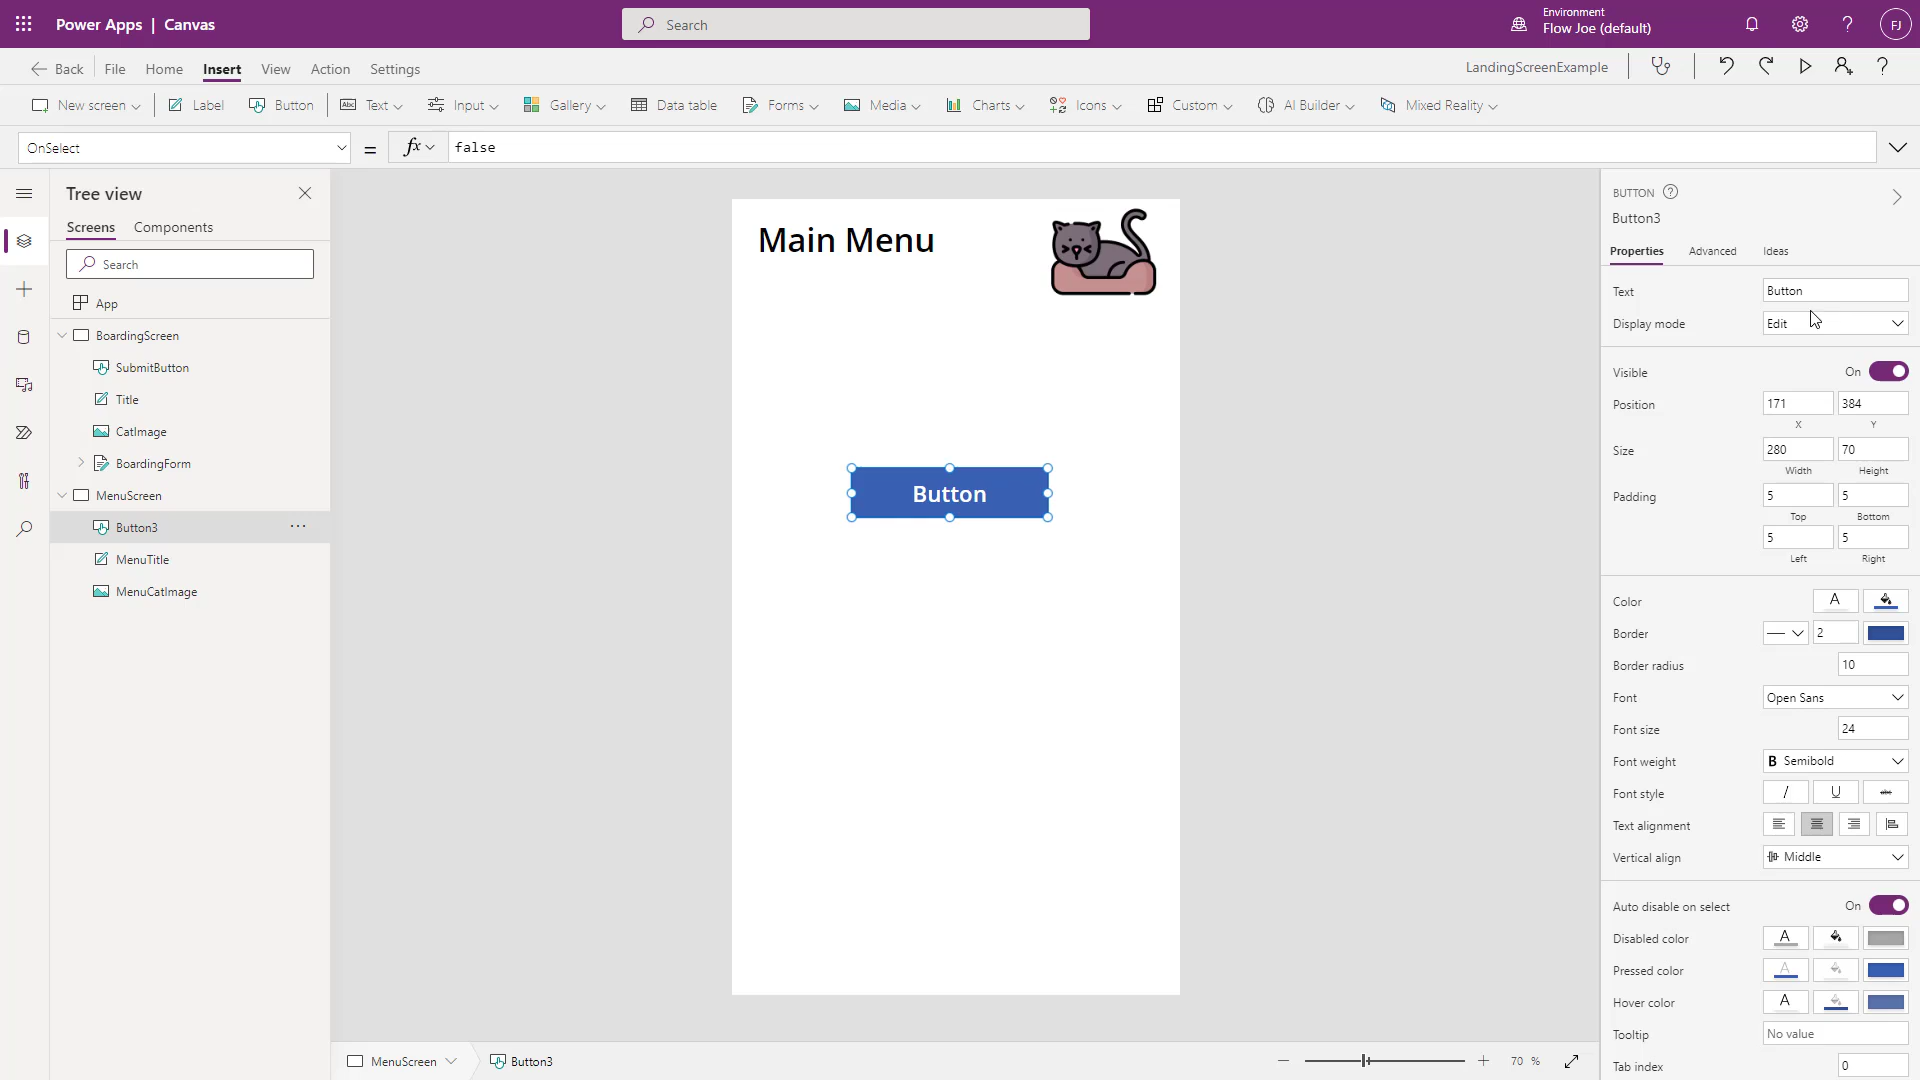 Power Apps | Canvas
Search
Environment
Flow Joe (default)
FJ
Back
File
Home
Insert
View
Action
Settings
LandingScreenExample
New screen
Label
Button
Text
Input
Gallery
Data table
Forms
Media
Charts
Icons
Custom
AI Builder
Mixed Reality
OnSelect
=
fx
false
Tree view
Screens
Components
Search
App
BoardingScreen
SubmitButton
Title
CatImage
BoardingForm
MenuScreen
Button3
MenuTitle
MenuCatImage
Main Menu
Button
BUTTON
Button3
Properties
Advanced
Ideas
Text
Button
Display mode
Edit
Visible
On
Position
171
384
X
Y
Size
280
70
Width
Height
Padding
5
5
Top
Bottom
5
5
Left
Right
Color
A
Border
2
Border radius
10
Font
Open Sans
Font size
24
Font weight
B Semibold
Font style
/
U
abc
Text alignment
Vertical align
Middle
Auto disable on select
On
Disabled color
A
Pressed color
A
Hover color
A
Tooltip
No value
Tab index
0
MenuScreen
Button3
70 %